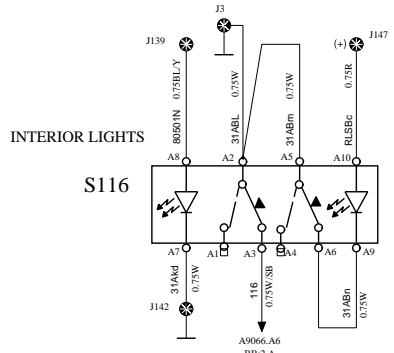 J3
J139
J147
(+)
80501N
0.75BL/Y
31ABL
0.75W
31ABm
0.75W
RLSBc
0.75R
INTERIOR LIGHTS
A8
A2
A5
A10
S116
A7
A1
A3
A4
A6
A9
31Akd
0.75W
116
0.75W/SB
31ABn
0.75W
J142
A9066.A6